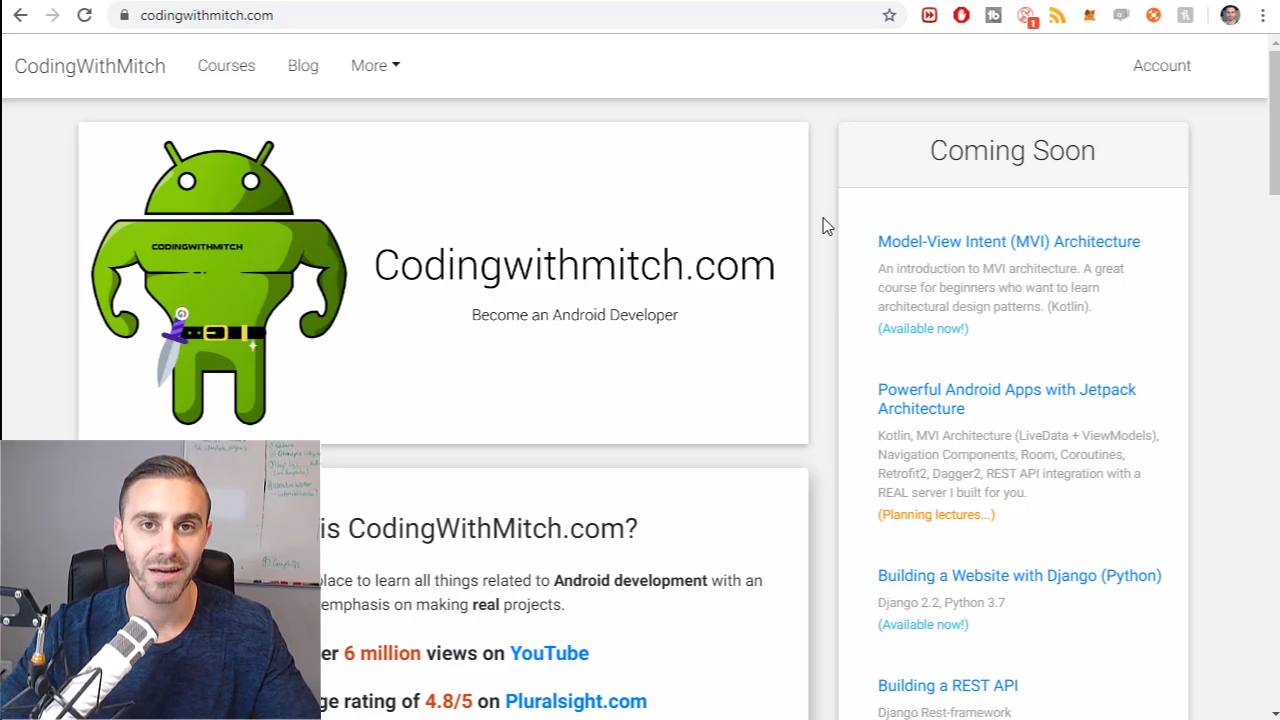 codingwithmitch.com
1
CodingWithMitch Courses Blog More Account
CODINGWITHMITCH
Codingwithmitch.com
Become an Android Developer
is CodingWithMitch.com?
place to learn all things related to Android development with an
emphasis on making real projects.
er 6 million views on YouTube
ge rating of 4.8/5 on Pluralsight.com
Coming Soon
Model-View Intent (MVI) Architecture
An introduction to MVI architecture. A great
course for beginners who want to learn
architectural design patterns. (Kotlin).
(Available now!)
Powerful Android Apps with Jetpack
Architecture
Kotlin, MVI Architecture (LiveData + ViewModels),
Navigation Components, Room, Coroutines,
Retrofit2, Dagger2, REST API integration with a
REAL server I built for you.
(Planning lectures...)
Building a Website with Django (Python)
Django 2.2, Python 3.7
(Available now!)
Building a REST API
Django Rest-framework